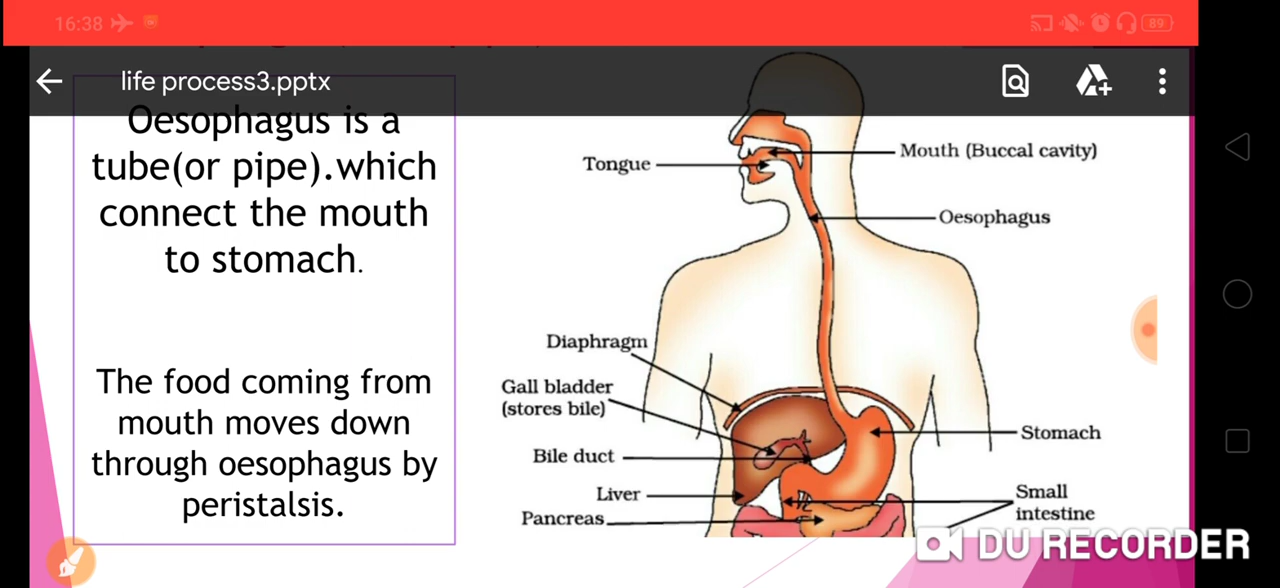 16:38
89
life process3.pptx
Oesophagus is a
tube(or pipe).which
connect the mouth
to stomach.
The food coming from
mouth moves down
through oesophagus by
peristalsis.
Tongue
Mouth (Buccal cavity)
Oesophagus
Diaphragm
Gall bladder
(stores bile)
Bile duct
Liver
Pancreas
Stomach
Small
intestine
DU RECORDER